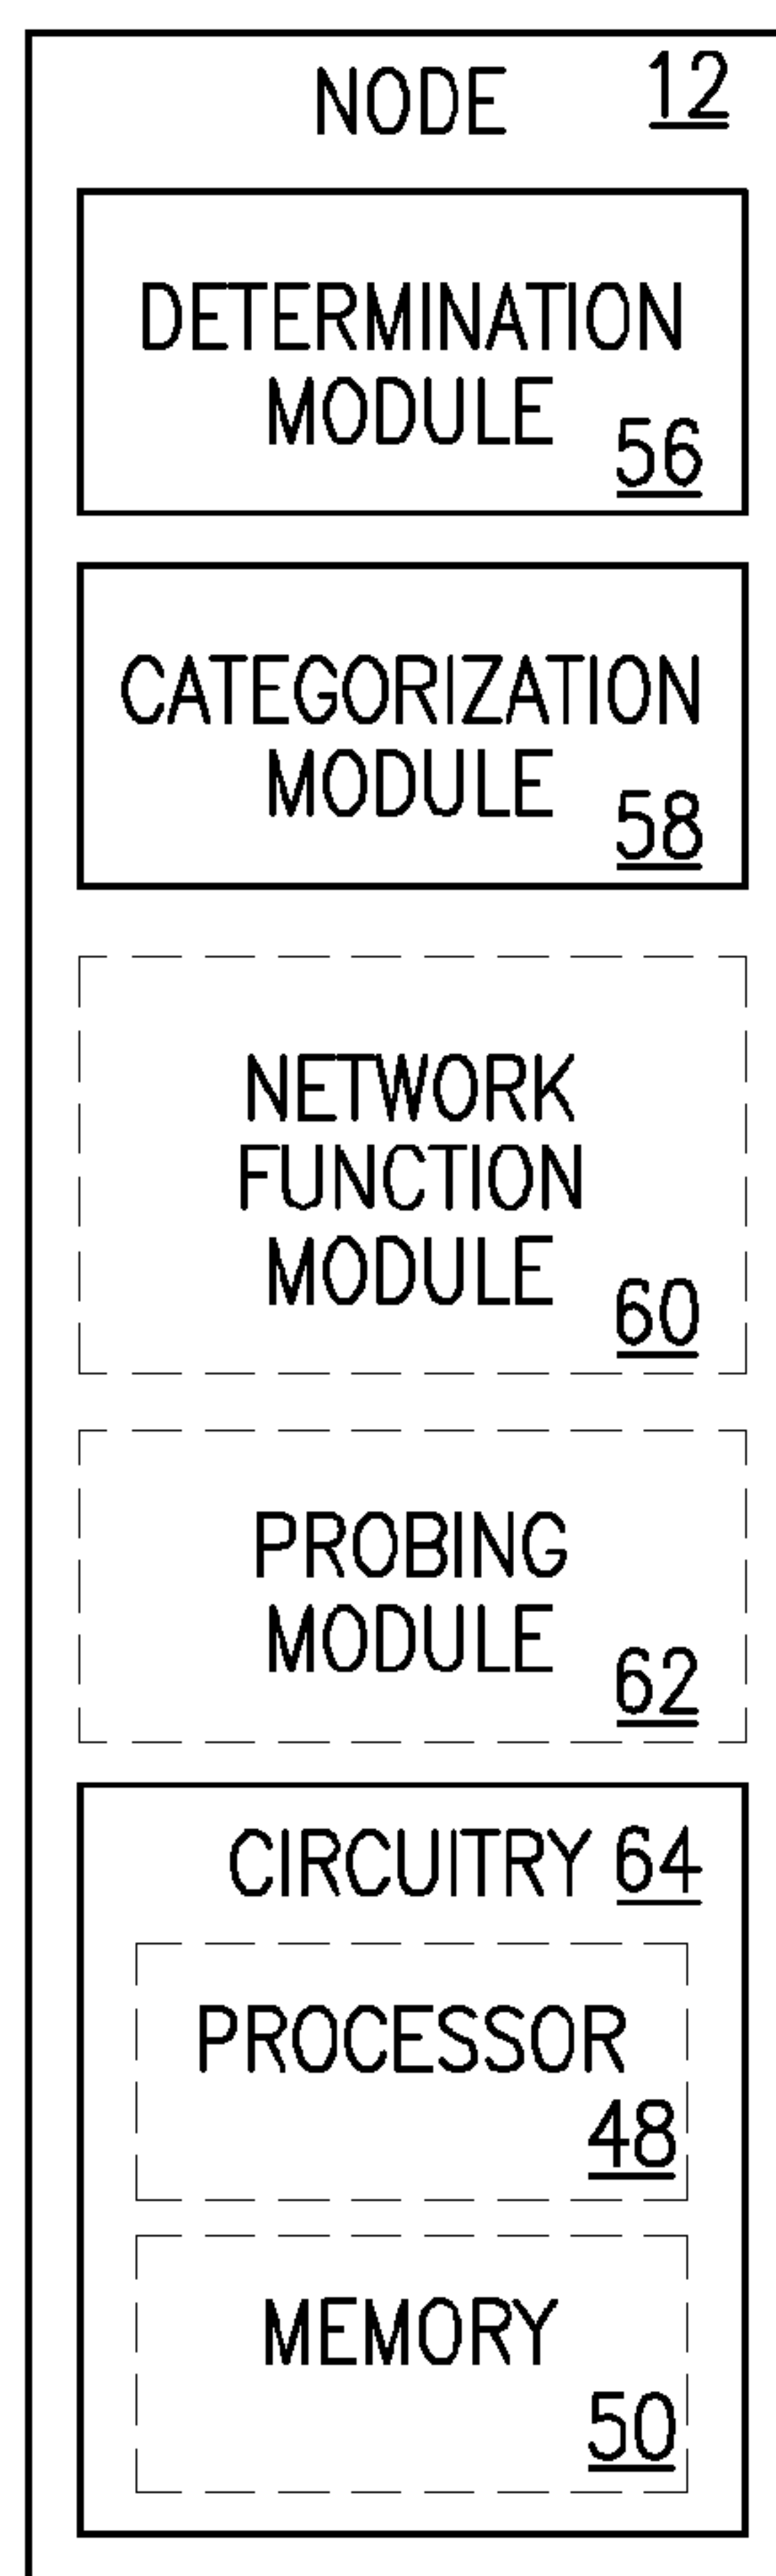 NODE 12
DETERMINATION
MODULE
56
CATEGORIZATION
MODULE
58
NETWORK
FUNCTION
MODULE
60
PROBING
MODULE
62
CIRCUITRY 64
PROCESSOR
48
MEMORY
50